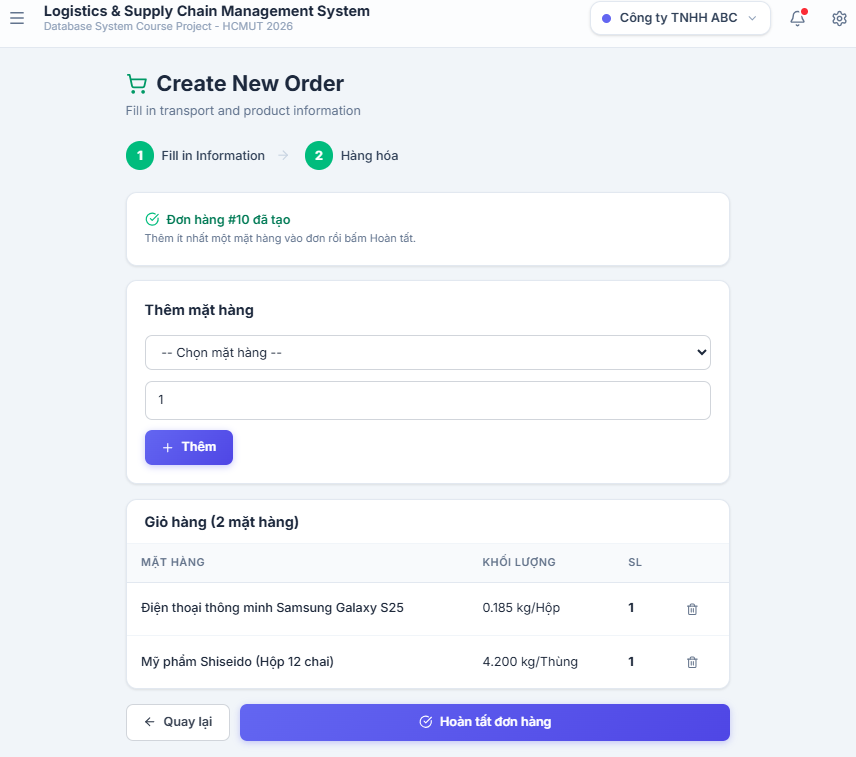 Logistics & Supply Chain Management System
Database System Course Project - HCMUT 2026
Công ty TNHH ABC
Create New Order
Fill in transport and product information
1 Fill in Information → 2 Hàng hóa
Đơn hàng #10 đã tạo
Thêm ít nhất một mặt hàng vào đơn rồi bấm Hoàn tất.
Thêm mặt hàng
-- Chọn mặt hàng --
1
+ Thêm
Giỏ hàng (2 mặt hàng)
MẶT HÀNG KHỐI LƯỢNG SL
Điện thoại thông minh Samsung Galaxy S25 0.185 kg/Hộp 1
Mỹ phẩm Shiseido (Hộp 12 chai) 4.200 kg/Thùng 1
← Quay lại Hoàn tất đơn hàng